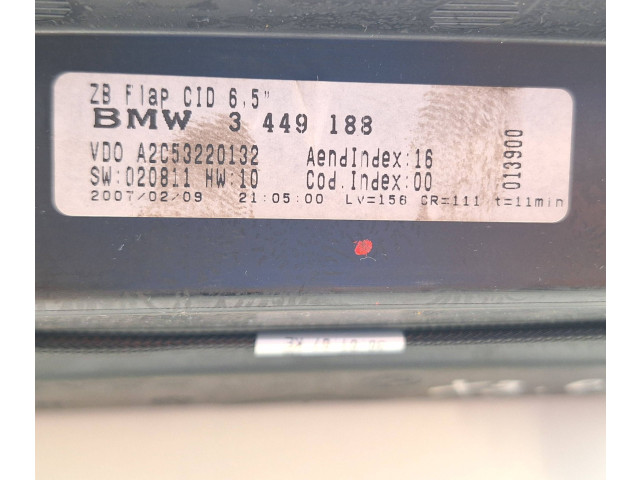 ZB Flap CID 6,5"
BMW 3 449 188
VDO A2C53220132 AendIndex:16
SW:020811 HW:10 Cod.Index:00
2007/02/09 21:05:00 Lv=156 CR=111 t=11min
013900